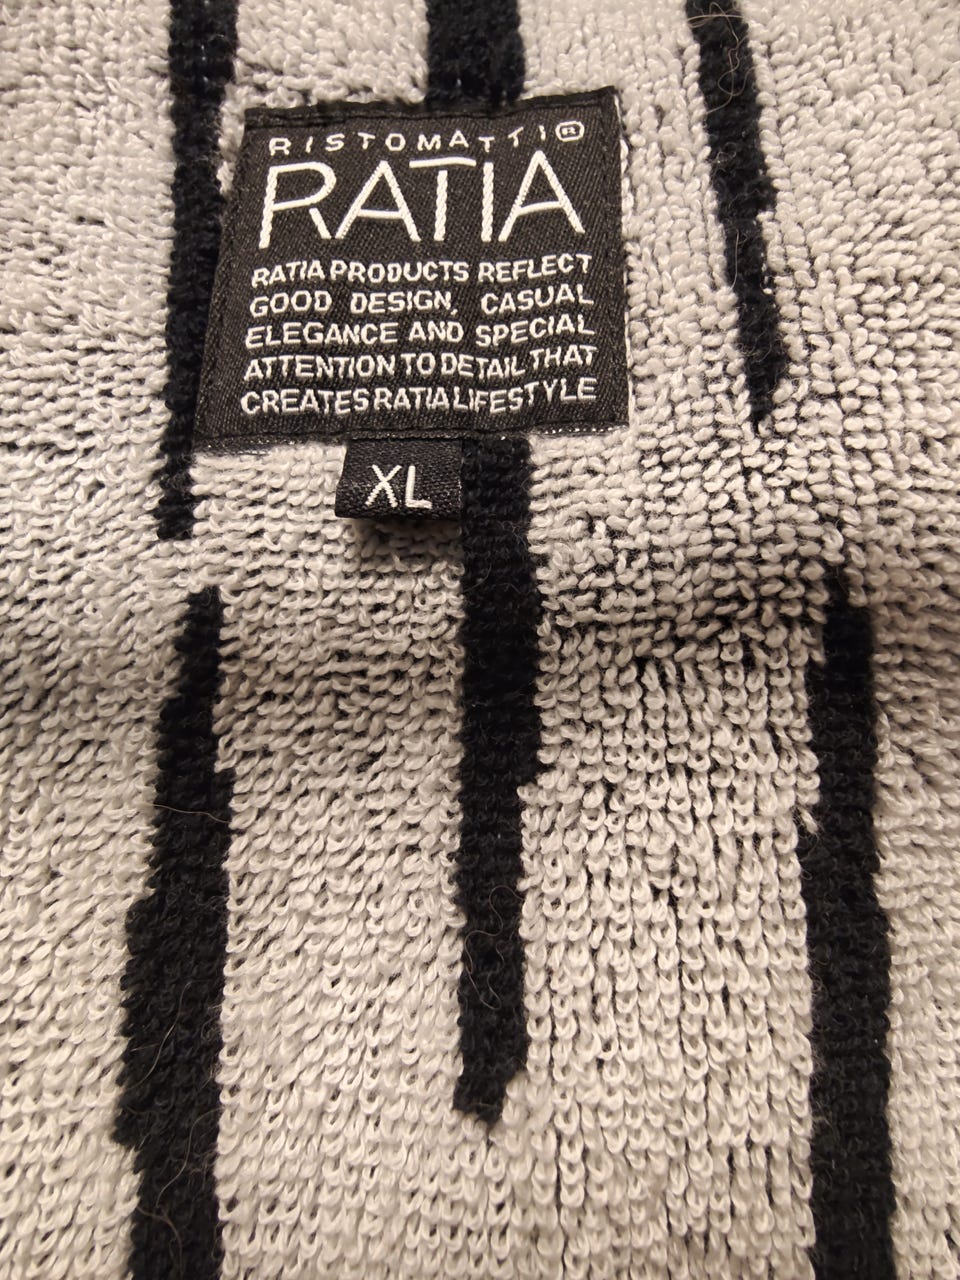 RISTOMATTI®
RATIA
RATIA PRODUCTS REFLECT
GOOD DESIGN, CASUAL
ELEGANCE AND SPECIAL
ATTENTION TO DETAIL THAT
CREATES RATIA LIFESTYLE
XL